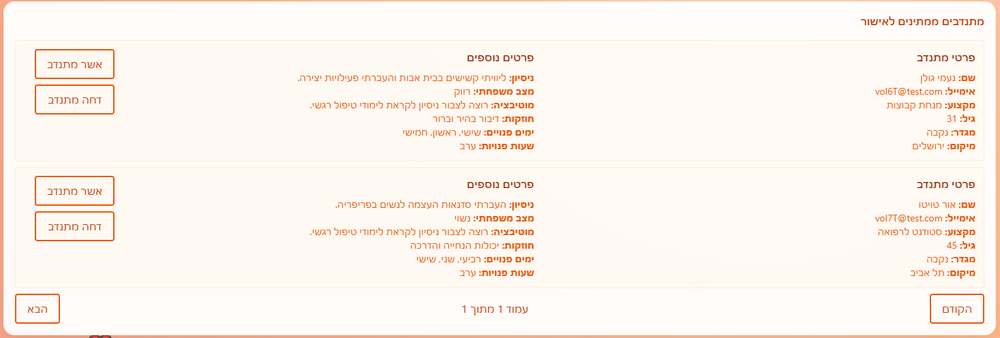 מתנדבים ממתינים לאישור
פרטי מתנדב
שם: נעמי גולן
אימייל: vol6T@test.com
מקצוע: מנחת קבוצות
גיל: 31
מגדר: נקבה
מיקום: ירושלים
פרטים נוספים
ניסיון: ליוויתי קשישים בבית אבות והעברתי פעילויות יצירה.
מצב משפחתי: רווק
מוטיבציה: רוצה לצבור ניסיון לקראת לימודי טיפול רגשי.
חוזקות: דיבור בהיר וברור
ימים פנויים: שישי, ראשון, חמישי
שעות פנויות: ערב
אשר מתנדב
דחה מתנדב
פרטי מתנדב
שם: אור טויטו
אימייל: vol7T@test.com
מקצוע: סטודנט לרפואה
גיל: 45
מגדר: נקבה
מיקום: תל אביב
פרטים נוספים
ניסיון: העברתי סדנאות העצמה לנשים בפריפריה.
מצב משפחתי: נשוי
מוטיבציה: רוצה לצבור ניסיון לקראת לימודי טיפול רגשי.
חוזקות: יכולות הנחייה והדרכה
ימים פנויים: רביעי, שני, שישי
שעות פנויות: ערב
אשר מתנדב
דחה מתנדב
הקודם
עמוד 1 מתוך 1
הבא